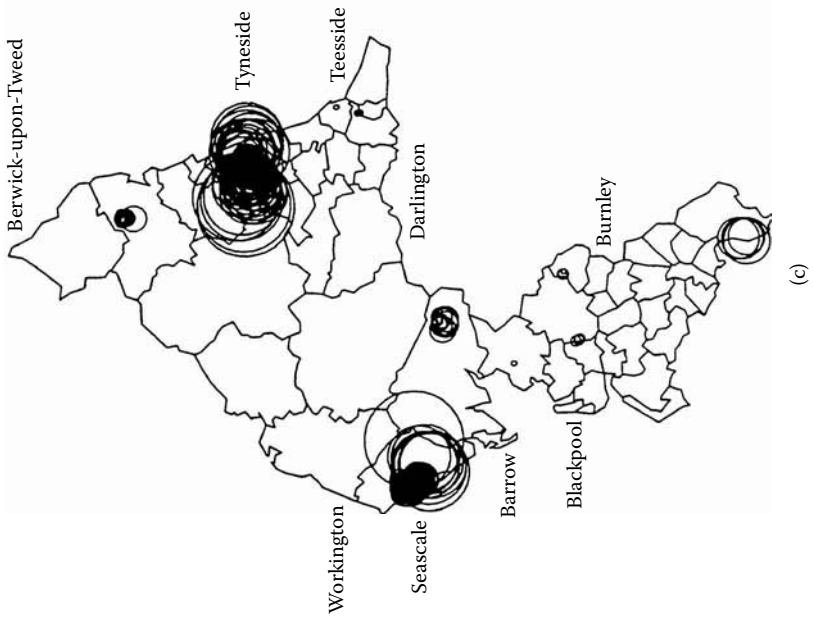 Berwick-upon-Tweed
Tyneside
Teesside
Darlington
Workington
Seascale
Barrow
Blackpool
Burnley
(c)